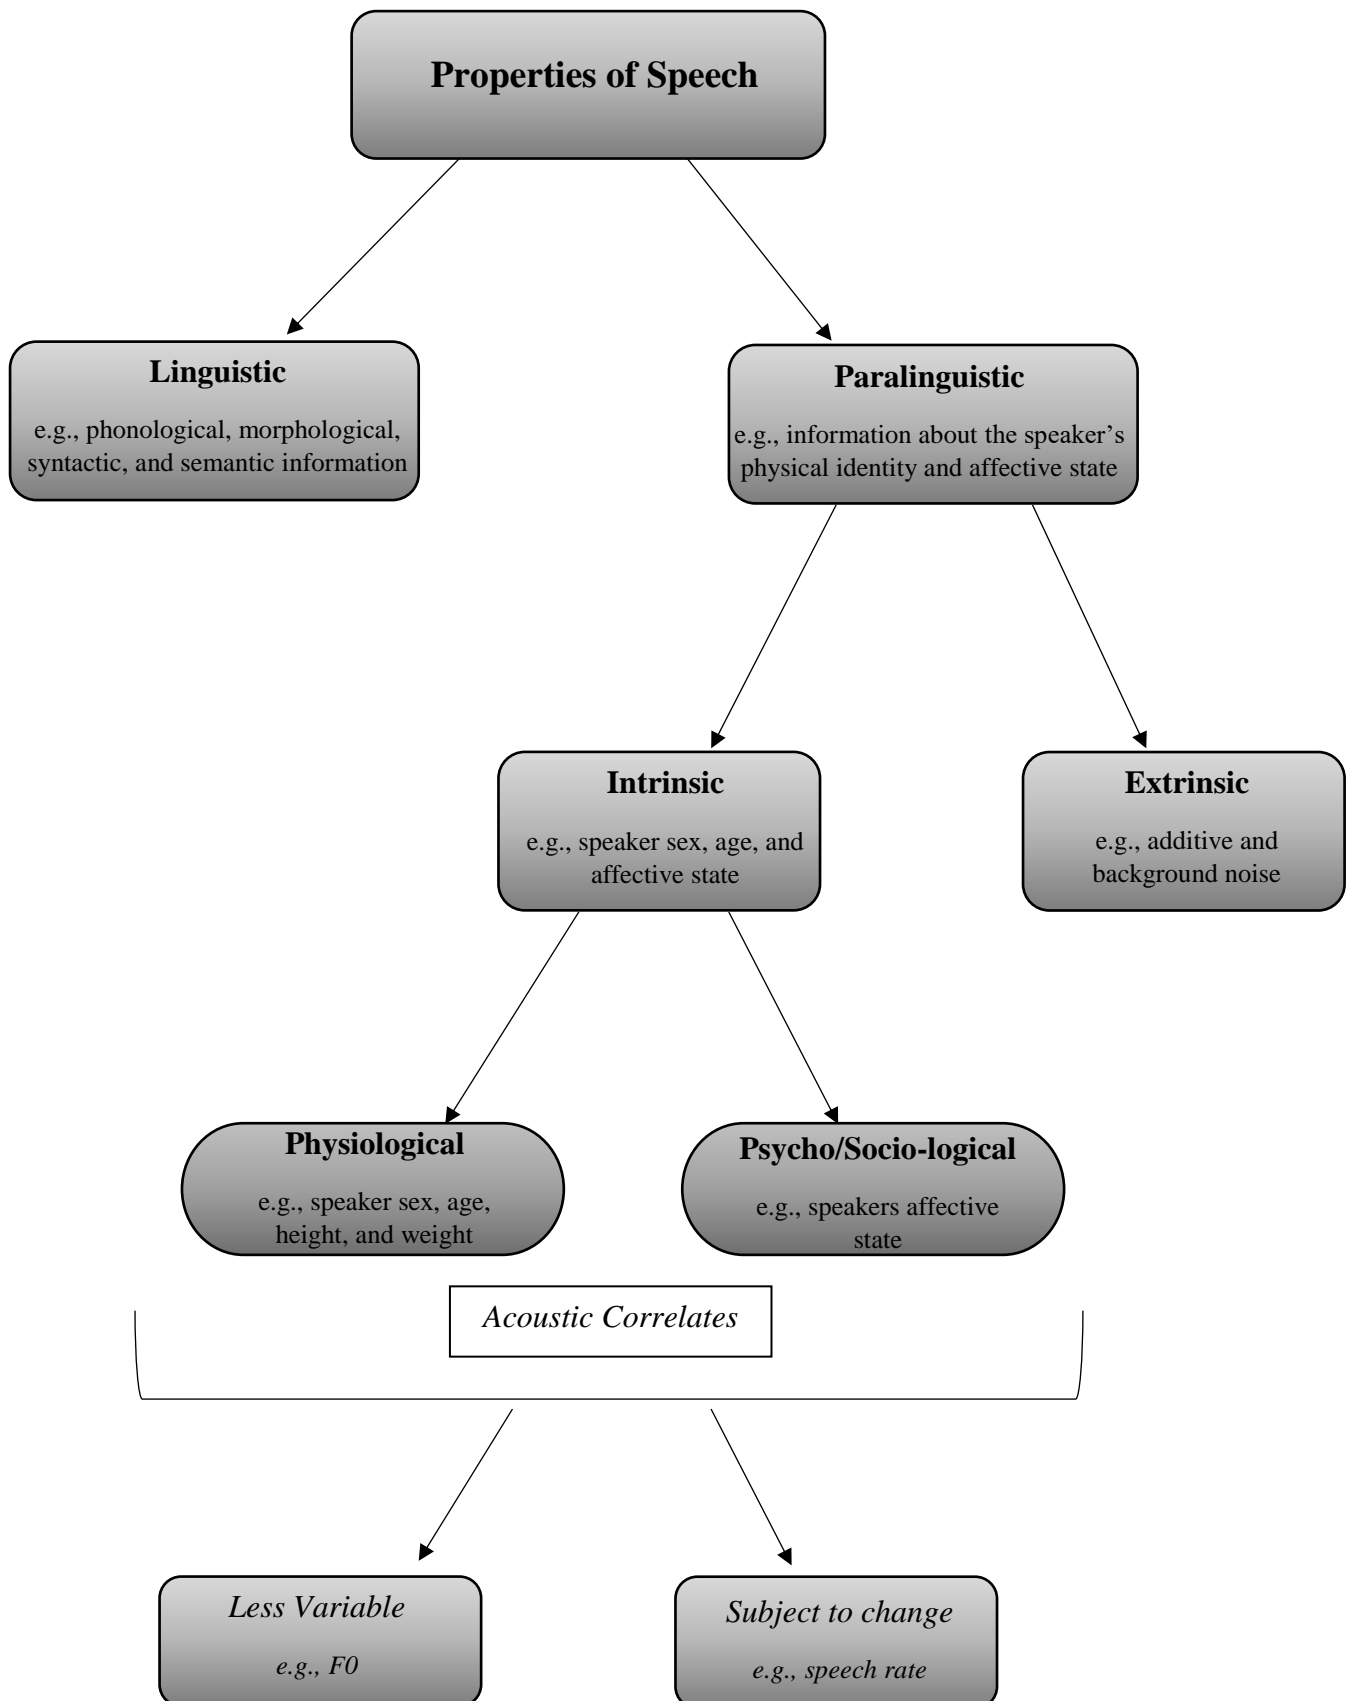 Properties of Speech
Linguistic
e.g., phonological, morphological,
syntactic, and semantic information
Paralinguistic
e.g., information about the speaker’s
physical identity and affective state
Intrinsic
e.g., speaker sex, age, and
affective state
Extrinsic
e.g., additive and
background noise
Physiological
e.g., speaker sex, age,
height, and weight
Psycho/Socio-logical
e.g., speakers affective
state
Acoustic Correlates
Less Variable
e.g., F0
Subject to change
e.g., speech rate